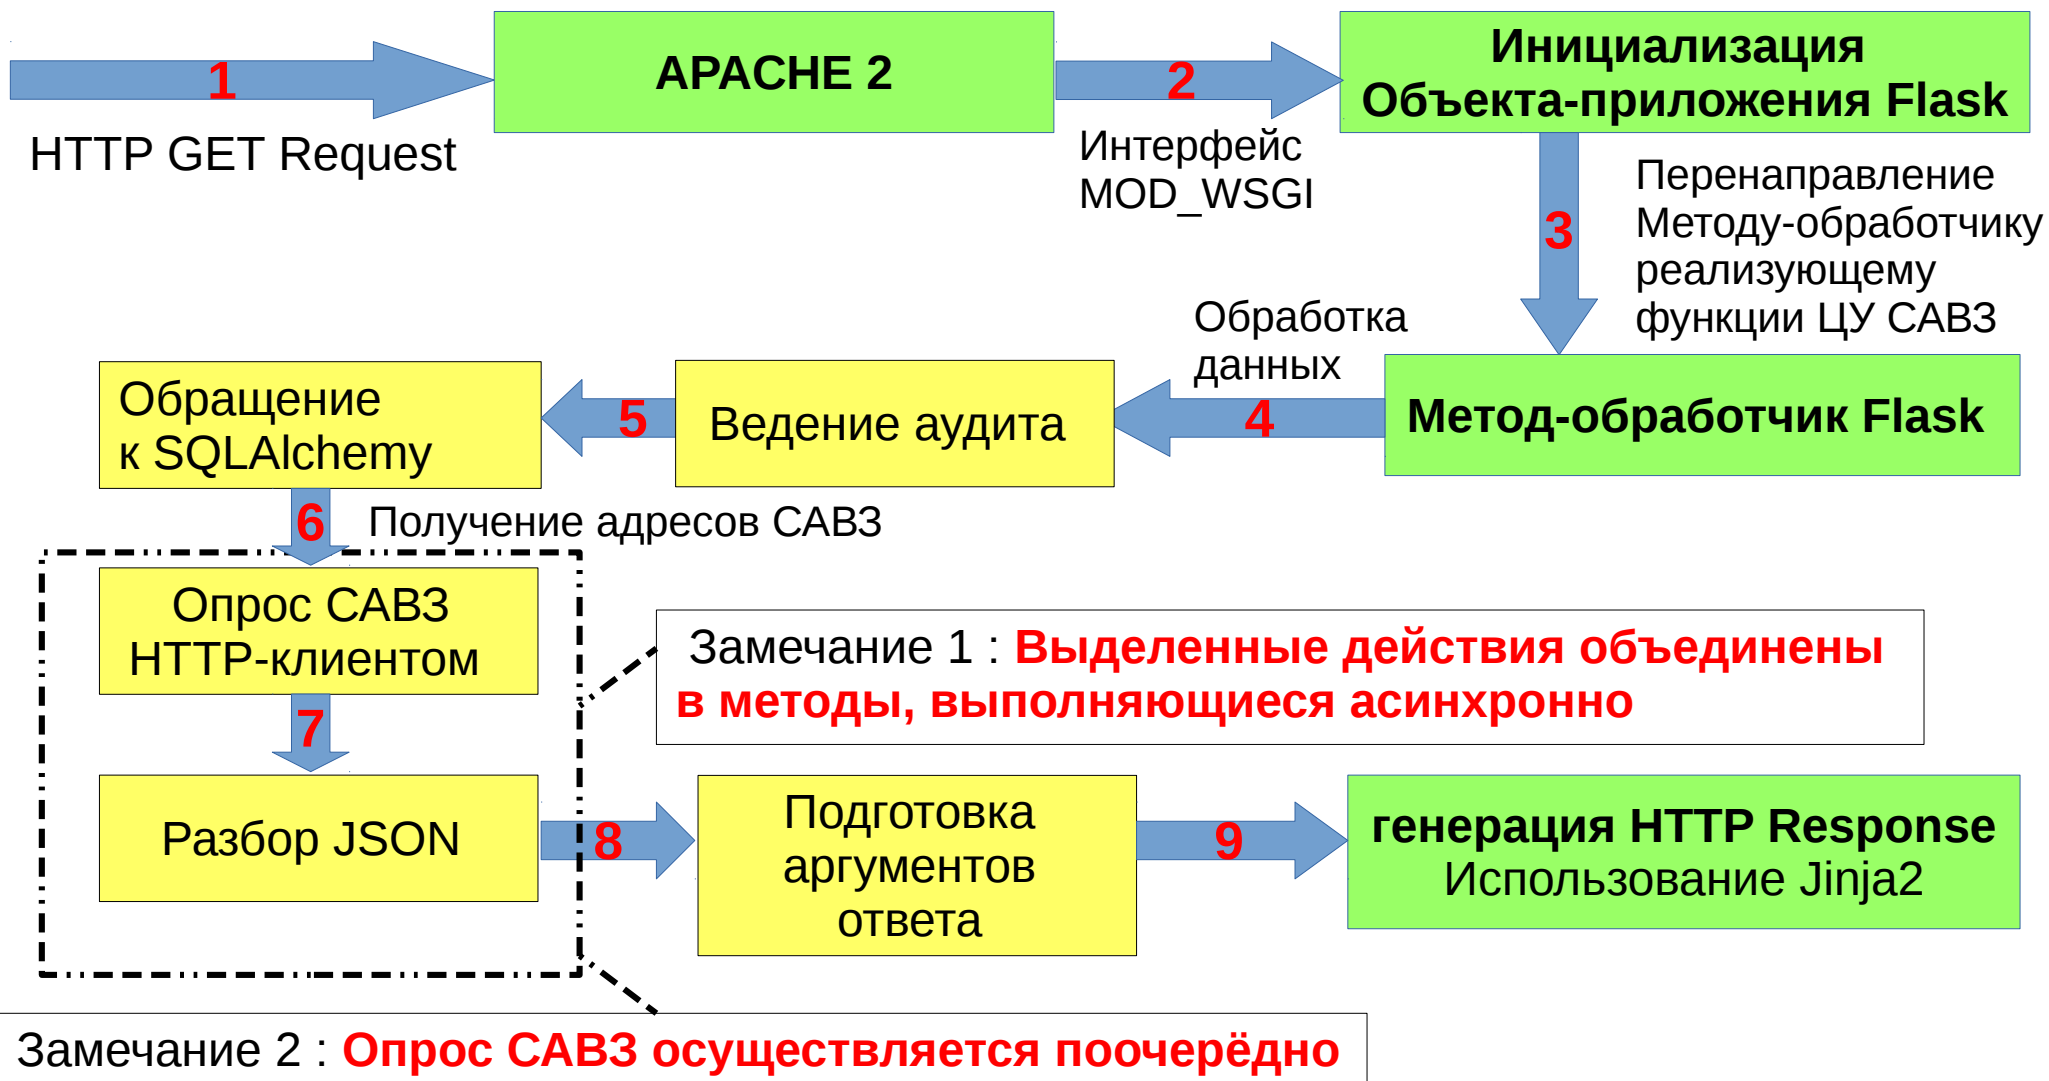 1
HTTP GET Request
APACHE 2
2
Интерфейс
MOD_WSGI
Инициализация
Объекта-приложения Flask
3
Перенаправление
Методу-обработчику
реализующему
функции ЦУ САВЗ
Метод-обработчик Flask
Обработка
данных
4
Ведение аудита
5
Обращение
к SQLAlchemy
6
Получение адресов САВЗ
Опрос САВЗ
HTTP-клиентом
7
Замечание 1 : Выделенные действия объединены
в методы, выполняющиеся асинхронно
Разбор JSON
8
Подготовка
аргументов
ответа
9
генерация HTTP Response
Использование Jinja2
Замечание 2 : Опрос САВЗ осуществляется поочерёдно